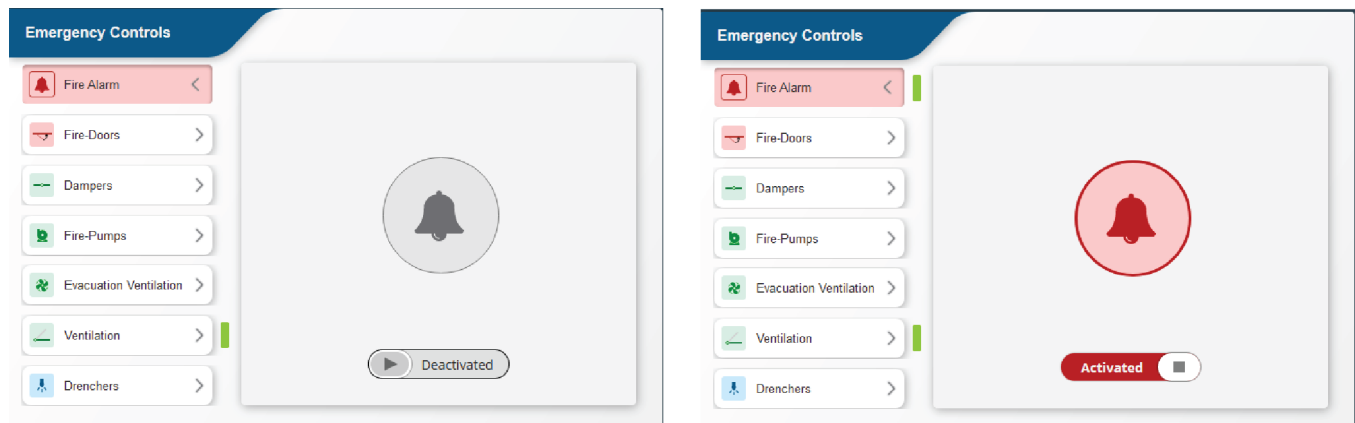 Emergency Controls
Fire Alarm
Fire-Doors
Dampers
Fire-Pumps
Evacuation Ventilation
Ventilation
Drenchers
Deactivated
Emergency Controls
Fire Alarm
Fire-Doors
Dampers
Fire-Pumps
Evacuation Ventilation
Ventilation
Drenchers
Activated